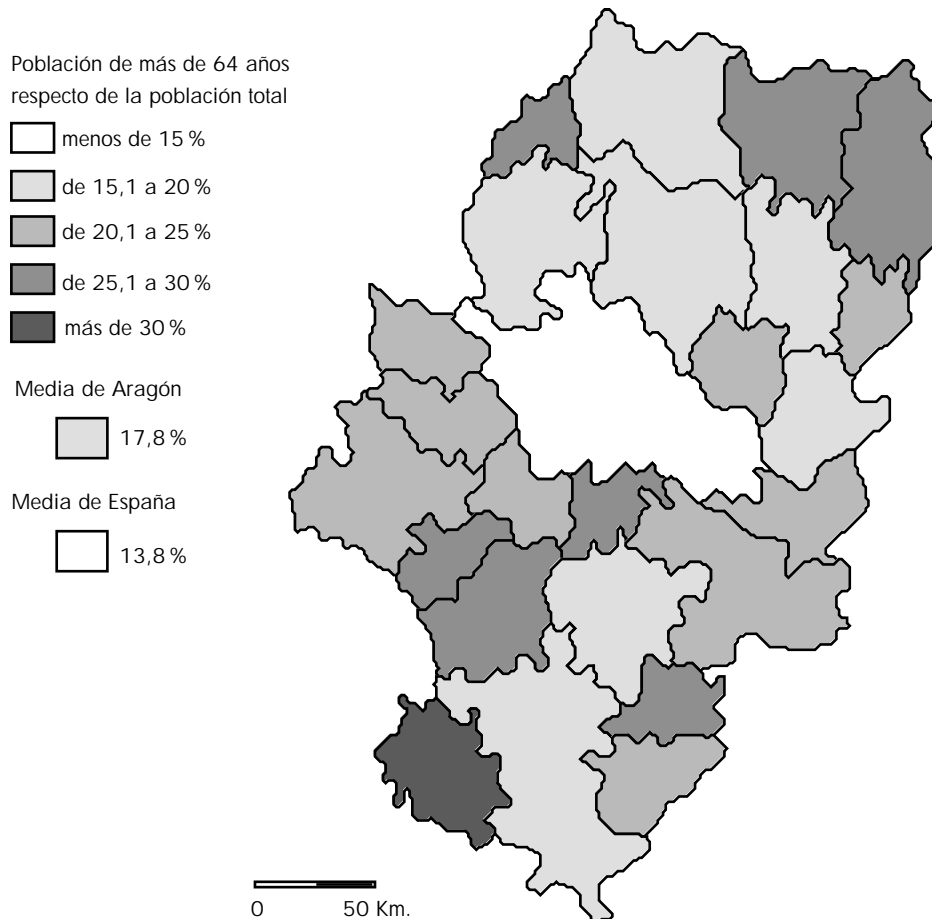 Población de más de 64 años
respecto de la población total
menos de 15 %
de 15,1 a 20 %
de 20,1 a 25 %
de 25,1 a 30 %
más de 30 %
Media de Aragón
17,8 %
Media de España
13,8 %
0 50 Km.